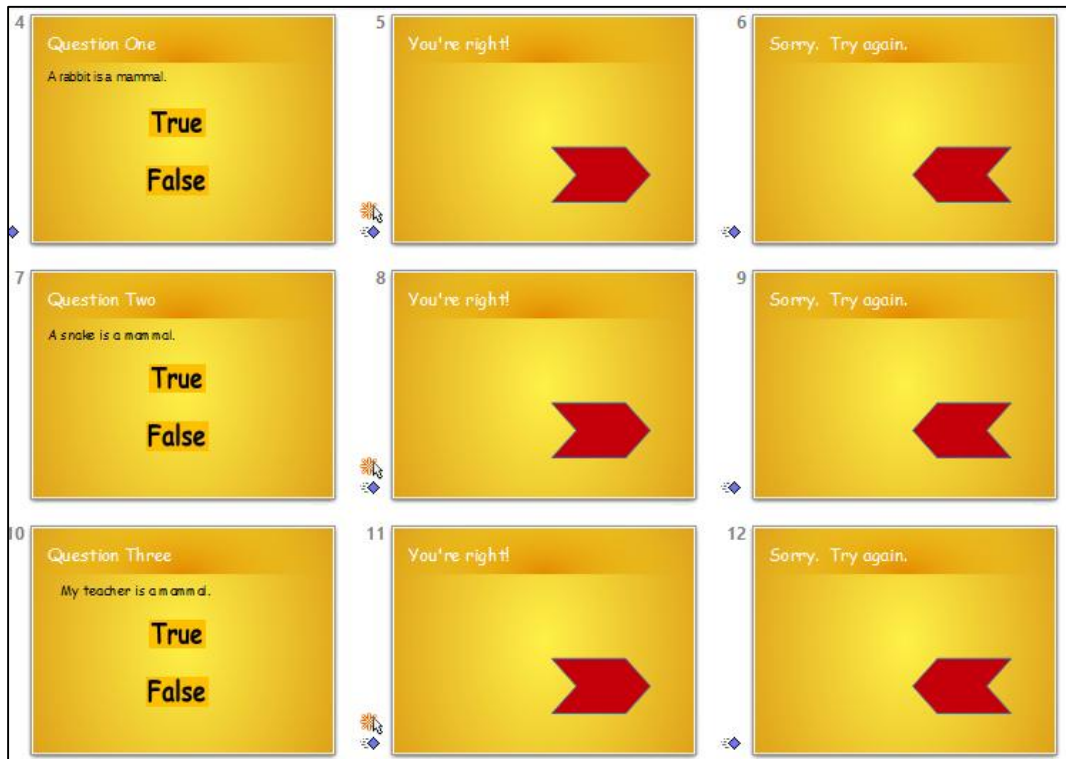 4
Question One
A rabbit is a mammal.
True
False
5
You're right!
6
Sorry. Try again.
7
Question Two
A snake is a mammal.
True
False
8
You're right!
9
Sorry. Try again.
10
Question Three
My teacher is a mammal.
True
False
11
You're right!
12
Sorry. Try again.